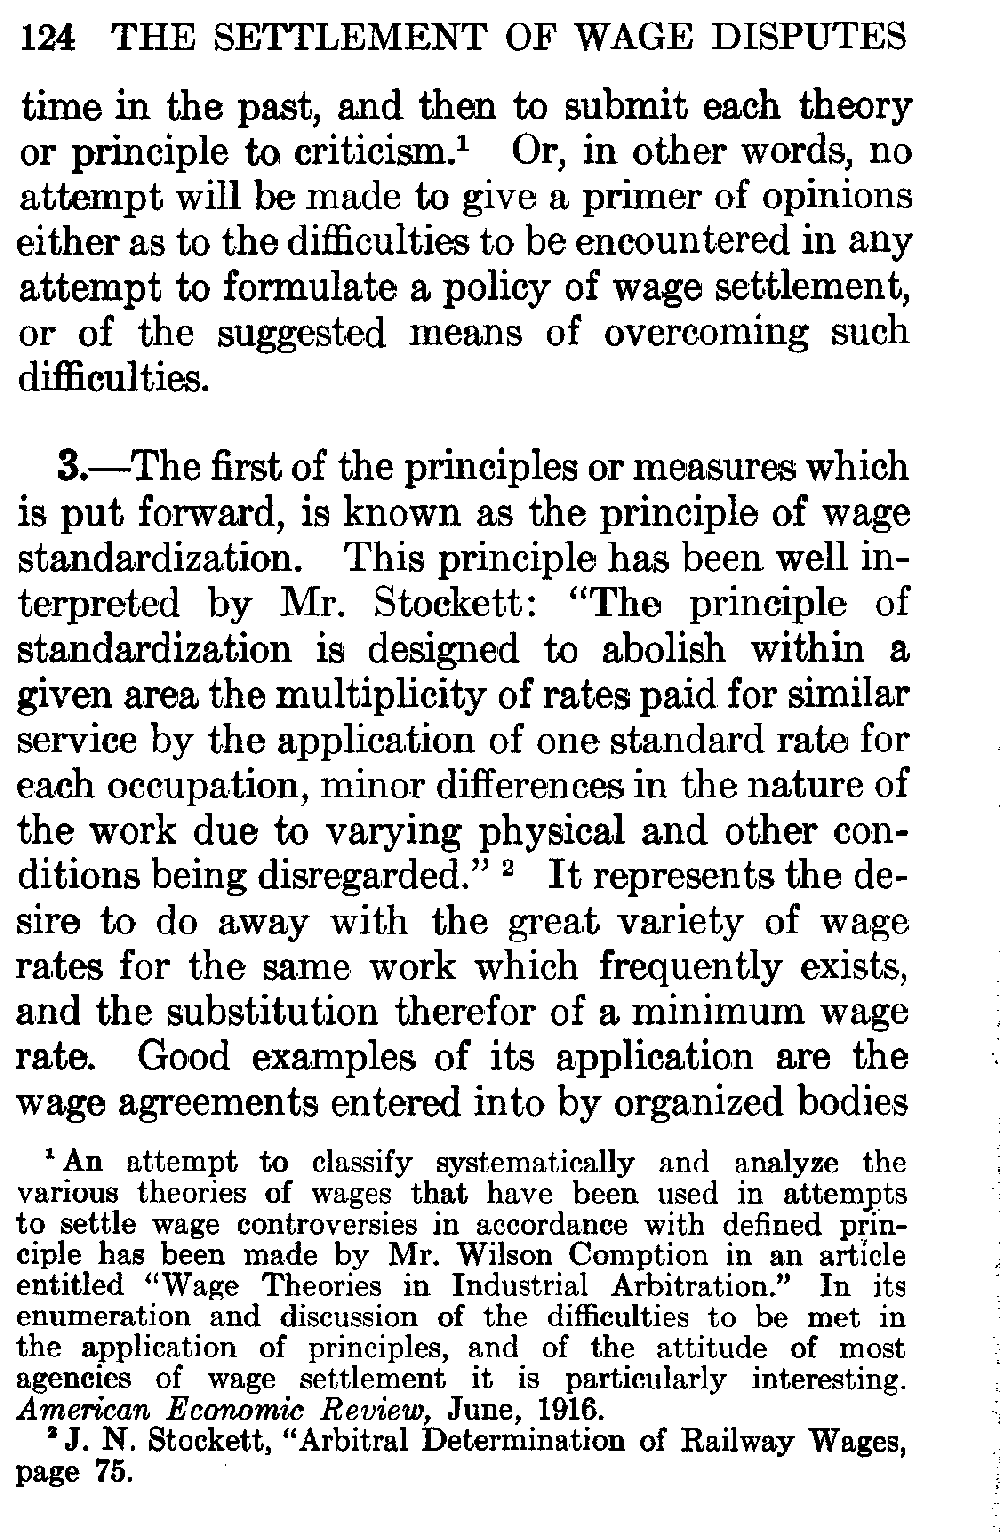 124 THE SETTLEMENT OF WAGE DISPUTES
time in the past, and then to submit each theory
or principle to criticism.¹ Or, in other words, no
attempt will be made to give a primer of opinions
either as to the difficulties to be encountered in any
attempt to formulate a policy of wage settlement,
or of the suggested means of overcoming such
difficulties.
3.—The first of the principles or measures which
is put forward, is known as the principle of wage
standardization. This principle has been well in-
terpreted by Mr. Stockett: “The principle of
standardization is designed to abolish within a
given area the multiplicity of rates paid for similar
service by the application of one standard rate for
each occupation, minor differences in the nature of
the work due to varying physical and other con-
ditions being disregarded.” ² It represents the de-
sire to do away with the great variety of wage
rates for the same work which frequently exists,
and the substitution therefor of a minimum wage
rate. Good examples of its application are the
wage agreements entered into by organized bodies
¹ An attempt to classify systematically and analyze the
various theories of wages that have been used in attempts
to settle wage controversies in accordance with defined prin-
ciple has been made by Mr. Wilson Comption in an article
entitled “Wage Theories in Industrial Arbitration.” In its
enumeration and discussion of the difficulties to be met in
the application of principles, and of the attitude of most
agencies of wage settlement it is particularly interesting.
American Economic Review, June, 1916.
² J. N. Stockett, “Arbitral Determination of Railway Wages,
page 75.